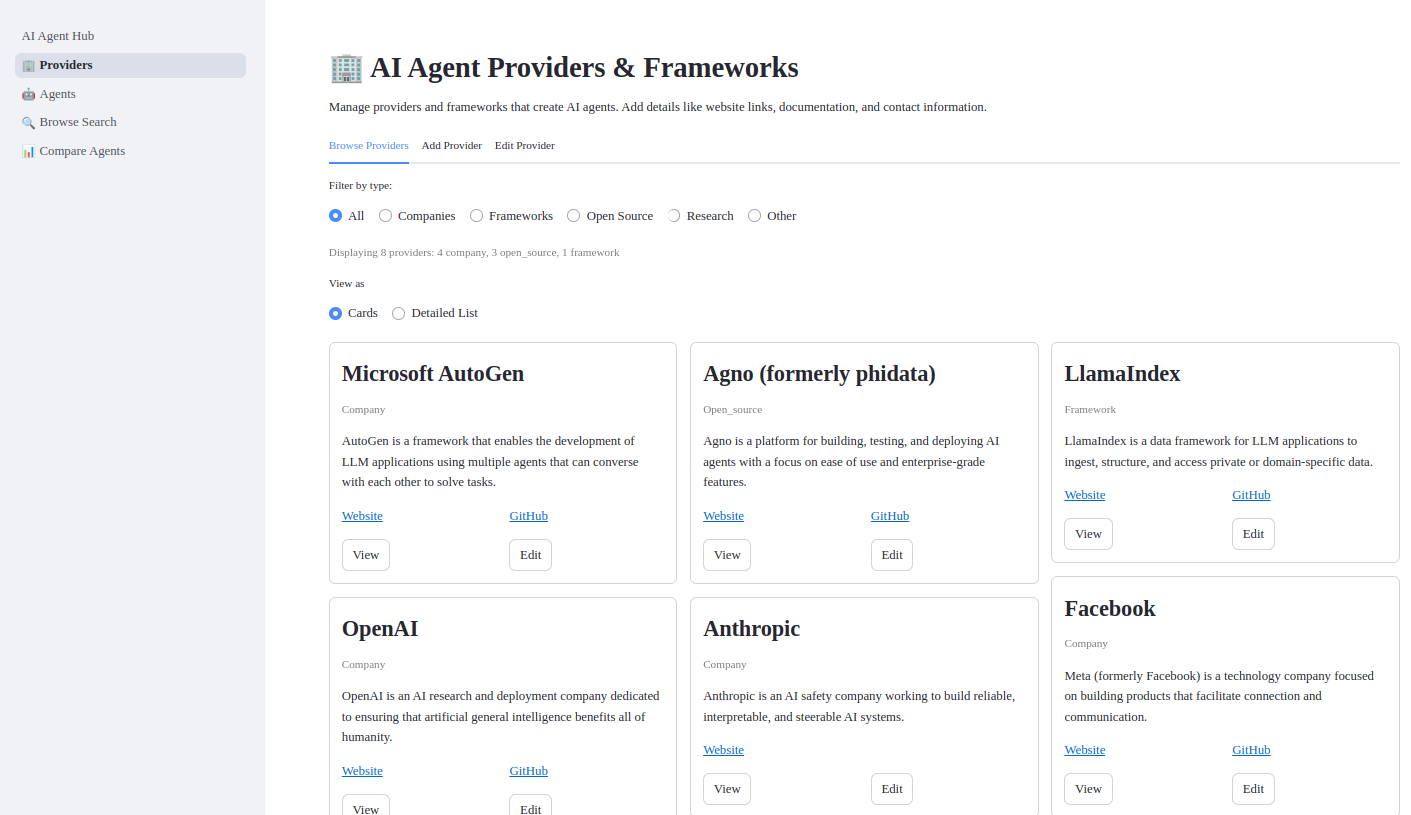 AI Agent Hub
🏢 Providers
🤖 Agents
🔍 Browse Search
📊 Compare Agents
🏢 AI Agent Providers & Frameworks
Manage providers and frameworks that create AI agents. Add details like website links, documentation, and contact information.
Browse Providers Add Provider Edit Provider
Filter by type:
All Companies Frameworks Open Source Research Other
Displaying 8 providers: 4 company, 3 open_source, 1 framework
View as
Cards Detailed List
Microsoft AutoGen
Company
AutoGen is a framework that enables the development of
LLM applications using multiple agents that can converse
with each other to solve tasks.
Website GitHub
View Edit
Agno (formerly phidata)
Open_source
Agno is a platform for building, testing, and deploying AI
agents with a focus on ease of use and enterprise-grade
features.
Website GitHub
View Edit
LlamaIndex
Framework
LlamaIndex is a data framework for LLM applications to
ingest, structure, and access private or domain-specific data.
Website GitHub
View Edit
OpenAI
Company
OpenAI is an AI research and deployment company dedicated
to ensuring that artificial general intelligence benefits all of
humanity.
Website GitHub
View Edit
Anthropic
Company
Anthropic is an AI safety company working to build reliable,
interpretable, and steerable AI systems.
Website
View Edit
Facebook
Company
Meta (formerly Facebook) is a technology company focused
on building products that facilitate connection and
communication.
Website GitHub
View Edit